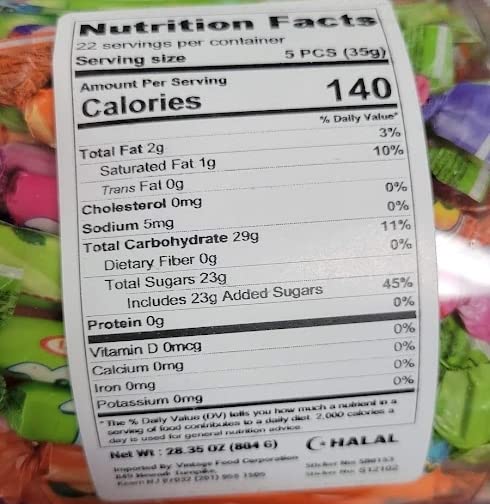 Nutrition Facts
22 servings per container
Serving size 5 PCS (35g)
Amount Per Serving
Calories 140
% Daily Value*
Total Fat 2g 3%
Saturated Fat 1g 10%
Trans Fat 0g
Cholesterol 0mg 0%
Sodium 5mg 0%
Total Carbohydrate 29g 11%
Dietary Fiber 0g 0%
Total Sugars 23g
Includes 23g Added Sugars 45%
Protein 0g 0%
Vitamin D 0mcg 0%
Calcium 0mg 0%
Iron 0mg 0%
Potassium 0mg 0%
*The % Daily Value (DV) tells you how much a nutrient in a
serving of food contributes to a daily diet. 2,000 calories a
day is used for general nutrition advice.
Net Wt : 28.35 OZ (804 G) HALAL
Imported By Vintage Food Corporation